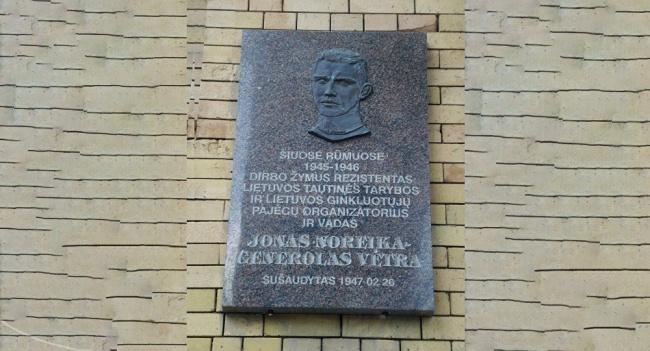 ŠIUOSE RŪMUOSE
1945-1946
DIRBO ŽYMUS REZISTENTAS
LIETUVOS TAUTINĖS TARYBOS
IR LIETUVOS GINKLUOTŲJŲ
PAJĖGŲ ORGANIZATORIUS
IR VADAS
JONAS NOREIKA-
GENEROLAS VĖTRA
SUŠAUDYTAS 1947 02 26